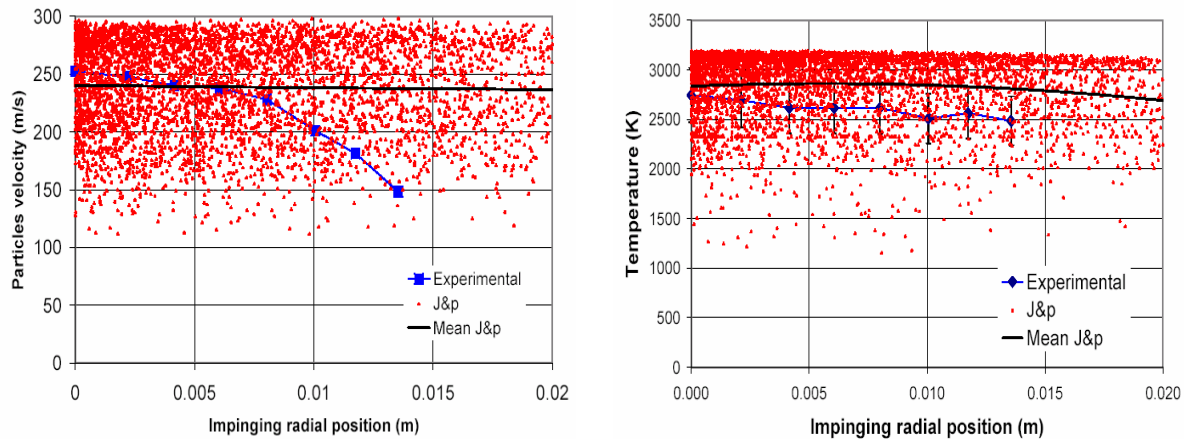 300
250
200
150
100
50
0
Particles velocity (m/s)
Experimental
J&p
Mean J&p
0
0.005
0.01
0.015
0.02
Impinging radial position (m)
3500
3000
2500
2000
1500
1000
500
0
Temperature (K)
Experimental
J&p
Mean J&p
0.000
0.005
0.010
0.015
0.020
Impinging radial position (m)